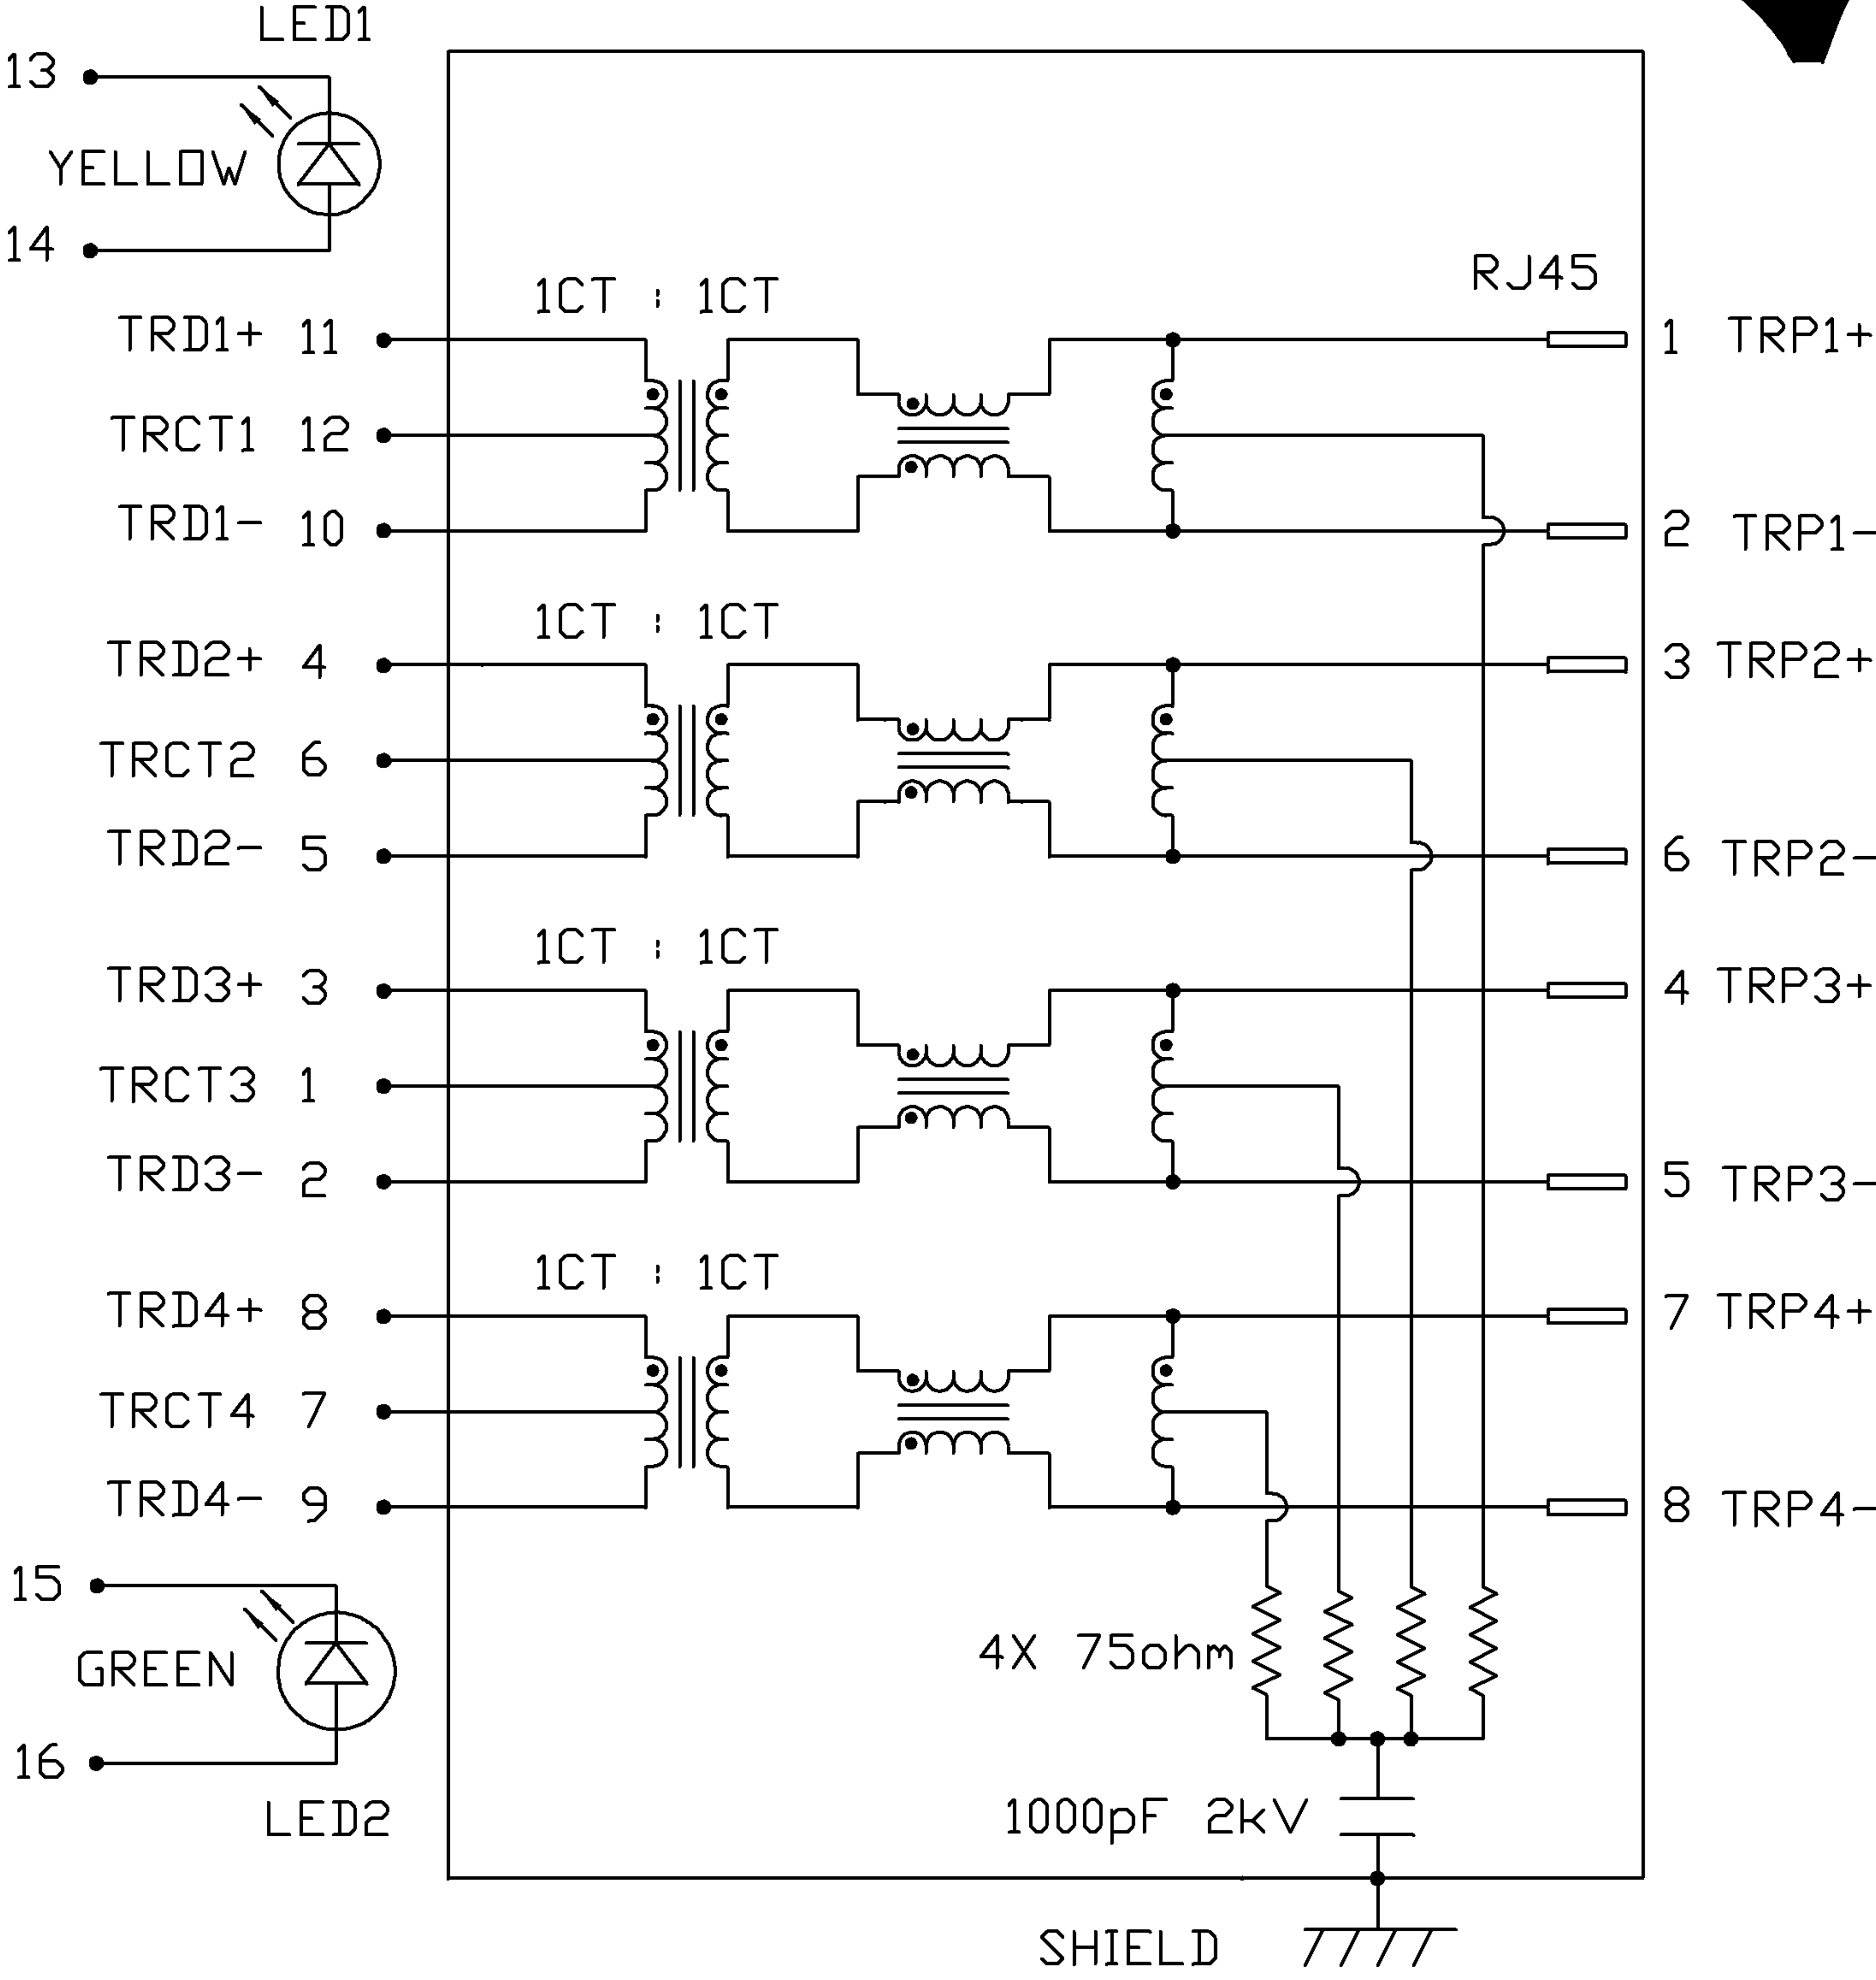 LED1
13
YELLOW
14
RJ45
1CT : 1CT
TRD1+ 11
1 TRP1+
TRCT1 12
TRD1- 10
2 TRP1-
1CT : 1CT
TRD2+ 4
3 TRP2+
TRCT2 6
TRD2- 5
6 TRP2-
1CT : 1CT
TRD3+ 3
4 TRP3+
TRCT3 1
TRD3- 2
5 TRP3-
1CT : 1CT
TRD4+ 8
7 TRP4+
TRCT4 7
TRD4- 9
8 TRP4-
15
GREEN
16
LED2
4X 75ohm
1000pF 2kV
SHIELD